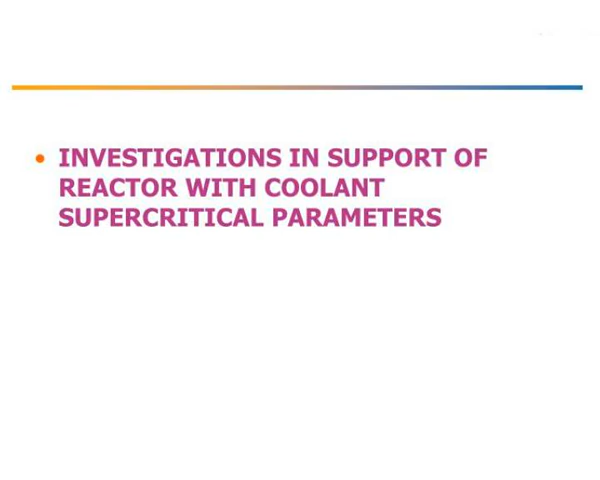 • INVESTIGATIONS IN SUPPORT OF
REACTOR WITH COOLANT
SUPERCRITICAL PARAMETERS